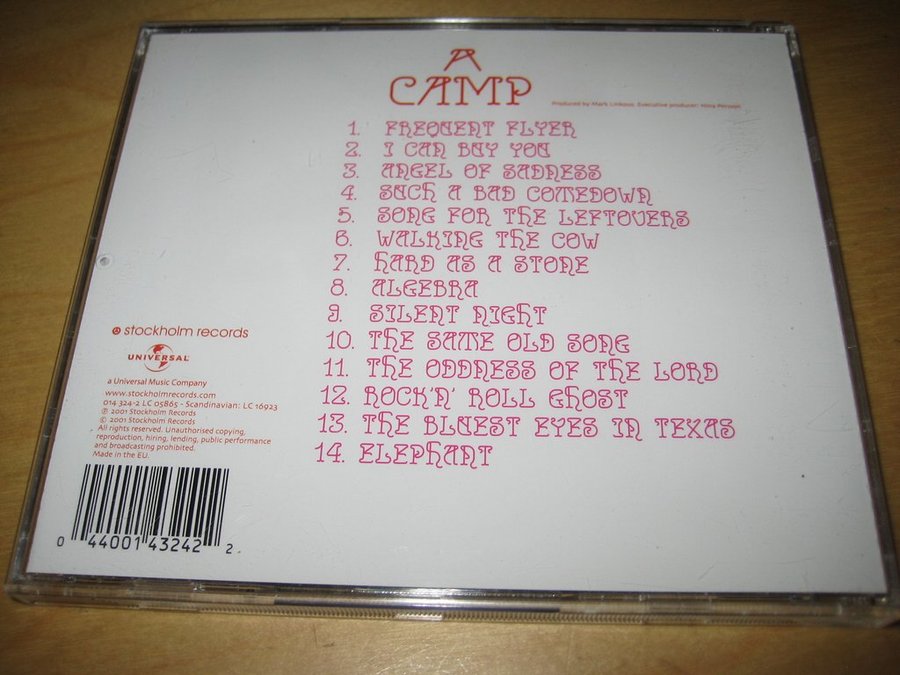 A
CAMP
Produced by Mark Linkous. Executive producer: Nina Persson
1. FREQUENT FLYER
2. I CAN BUY YOU
3. ANGEL OF SADNESS
4. SUCH A BAD COMEDOWN
5. SONG FOR THE LEFTOVERS
6. WALKING THE COW
7. HARD AS A STONE
8. ALGEBRA
9. SILENT NIGHT
10. THE SAME OLD SONG
11. THE ODDNESS OF THE LORD
12. ROCK'N' ROLL GHOST
13. THE BLUEST EYES IN TEXAS
14. ELEPHANT
stockholm records
UNIVERSAL
a Universal Music Company
www.stockholmrecords.com
014 324-2 LC 05865 - Scandinavian: LC 16923
℗ 2001 Stockholm Records
© 2001 Stockholm Records
All rights reserved. Unauthorised copying,
reproduction, hiring, lending, public performance
and broadcasting prohibited.
Made in the EU.
0 44001 43242 2